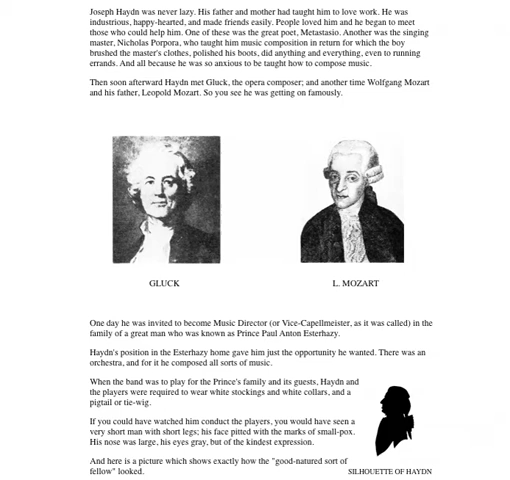 Joseph Haydn was never lazy. His father and mother had taught him to love work. He was
industrious, happy-hearted, and made friends easily. People loved him and he began to meet
those who could help him. One of these was the great poet, Metastasio. Another was the singing
master, Nicholas Porpora, who taught him music composition in return for which the boy
brushed the master's clothes, polished his boots, did anything and everything, even to running
errands. And all because he was so anxious to be taught how to compose music.
Then soon afterward Haydn met Gluck, the opera composer; and another time Wolfgang Mozart
and his father, Leopold Mozart. So you see he was getting on famously.
GLUCK
L. MOZART
One day he was invited to become Music Director (or Vice-Capellmeister, as it was called) in the
family of a great man who was known as Prince Paul Anton Esterhazy.
Haydn's position in the Esterhazy home gave him just the opportunity he wanted. There was an
orchestra, and for it he composed all sorts of music.
When the band was to play for the Prince's family and its guests, Haydn and
the players were required to wear white stockings and white collars, and a
pigtail or tie-wig.
If you could have watched him conduct the players, you would have seen a
very short man with short legs; his face pitted with the marks of small-pox.
His nose was large, his eyes gray, but of the kindest expression.
And here is a picture which shows exactly how the "good-natured sort of
fellow" looked.
SILHOUETTE OF HAYDN